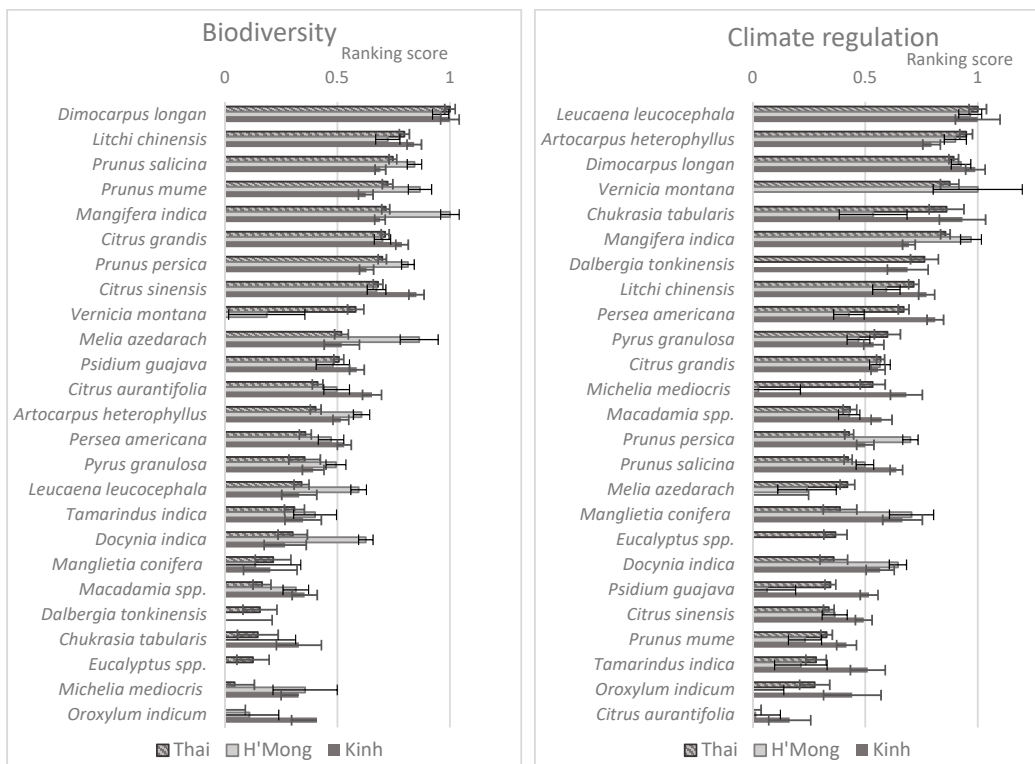 Biodiversity
Ranking score
0 0.5 1
Dimocarpus longan
Litchi chinensis
Prunus salicina
Prunus mume
Mangifera indica
Citrus grandis
Prunus persica
Citrus sinensis
Vernicia montana
Melia azedarach
Psidium guajava
Citrus aurantifolia
Artocarpus heterophyllus
Persea americana
Pyrus granulosa
Leucaena leucocephala
Tamarindus indica
Docynia indica
Manglietia conifera
Macadamia spp.
Dalbergia tonkinensis
Chukrasia tabularis
Eucalyptus spp.
Michelia mediocris
Oroxylum indicum
Thai H'Mong Kinh
Climate regulation
Ranking score
0 0.5 1
Leucaena leucocephala
Artocarpus heterophyllus
Dimocarpus longan
Vernicia montana
Chukrasia tabularis
Mangifera indica
Dalbergia tonkinensis
Litchi chinensis
Persea americana
Pyrus granulosa
Citrus grandis
Michelia mediocris
Macadamia spp.
Prunus persica
Prunus salicina
Melia azedarach
Manglietia conifera
Eucalyptus spp.
Docynia indica
Psidium guajava
Citrus sinensis
Prunus mume
Tamarindus indica
Oroxylum indicum
Citrus aurantifolia
Thai H'Mong Kinh